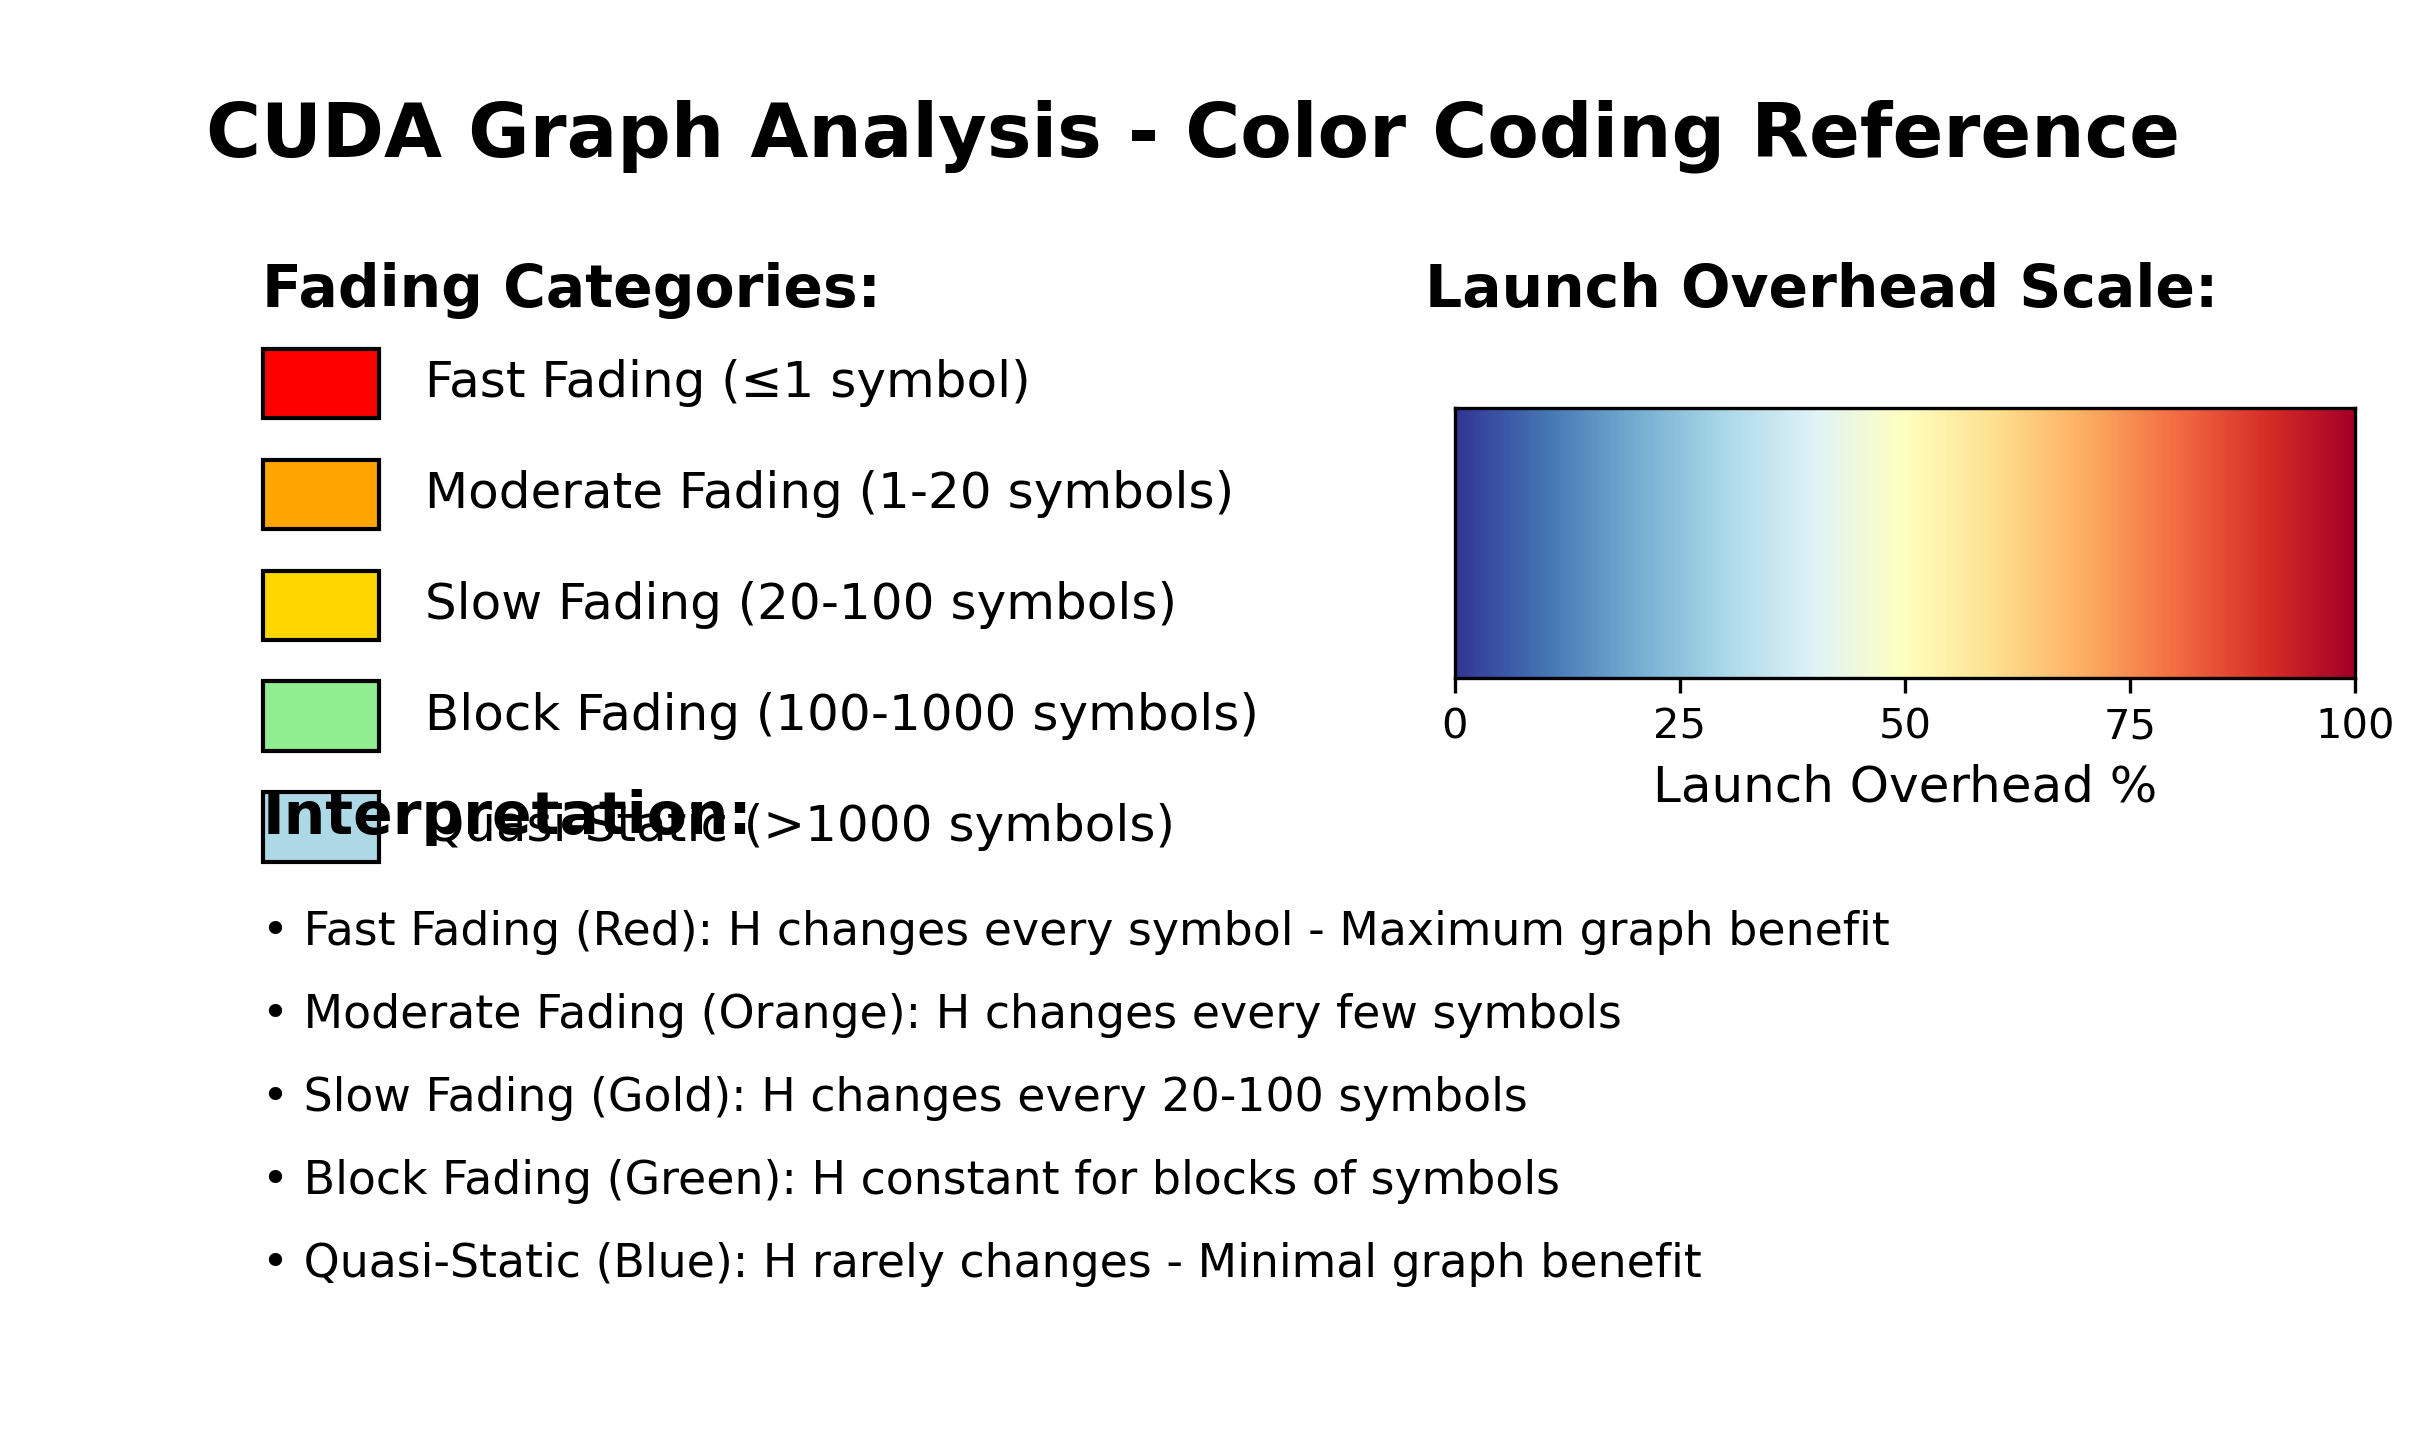 CUDA Graph Analysis - Color Coding Reference
Fading Categories:
Fast Fading (≤1 symbol)
Moderate Fading (1-20 symbols)
Slow Fading (20-100 symbols)
Block Fading (100-1000 symbols)
Quasi-Static (>1000 symbols)
Launch Overhead Scale:
0 25 50 75 100
Launch Overhead %
Interpretation:
• Fast Fading (Red): H changes every symbol - Maximum graph benefit
• Moderate Fading (Orange): H changes every few symbols
• Slow Fading (Gold): H changes every 20-100 symbols
• Block Fading (Green): H constant for blocks of symbols
• Quasi-Static (Blue): H rarely changes - Minimal graph benefit